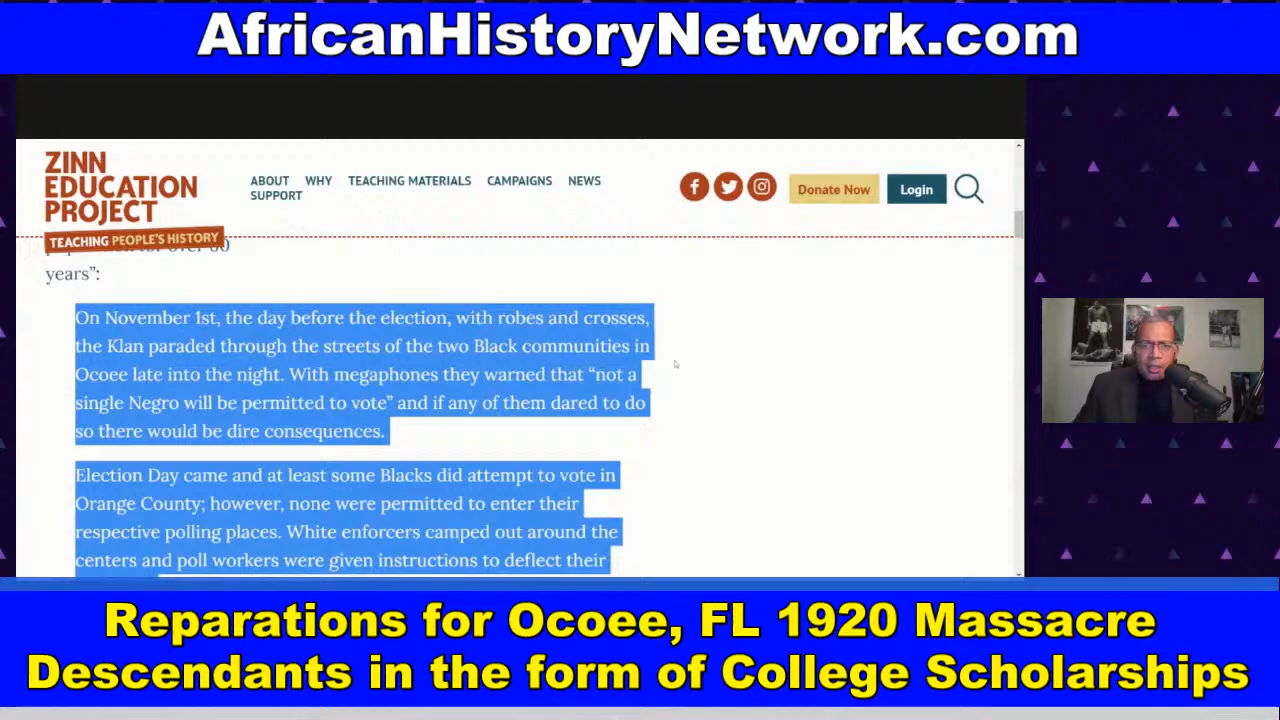 AfricanHistoryNetwork.com
ZINN
EDUCATION
PROJECT
TEACHING PEOPLE'S HISTORY
ABOUT WHY TEACHING MATERIALS CAMPAIGNS NEWS
SUPPORT
Donate Now
Login
years”:
On November 1st, the day before the election, with robes and crosses,
the Klan paraded through the streets of the two Black communities in
Ocoee late into the night. With megaphones they warned that “not a
single Negro will be permitted to vote” and if any of them dared to do
so there would be dire consequences.
Election Day came and at least some Blacks did attempt to vote in
Orange County; however, none were permitted to enter their
respective polling places. White enforcers camped out around the
centers and poll workers were given instructions to deflect their
Reparations for Ocoee, FL 1920 Massacre
Descendants in the form of College Scholarships